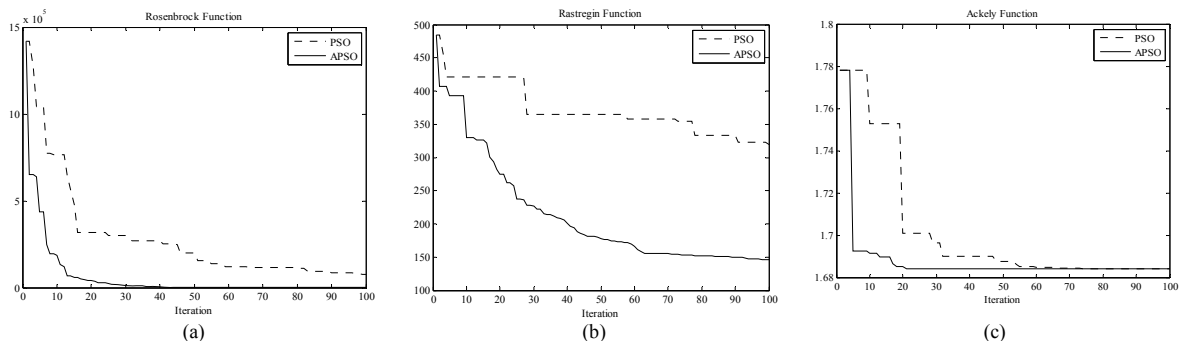 Rosenbrock Function
x 10^5
15
10
5
0
0 10 20 30 40 50 60 70 80 90 100
Iteration
PSO
APSO
(a)
Rastregin Function
500
450
400
350
300
250
200
150
100
0 10 20 30 40 50 60 70 80 90 100
Iteration
PSO
APSO
(b)
Ackely Function
1.8
1.78
1.76
1.74
1.72
1.7
1.68
0 10 20 30 40 50 60 70 80 90 100
Iteration
PSO
APSO
(c)